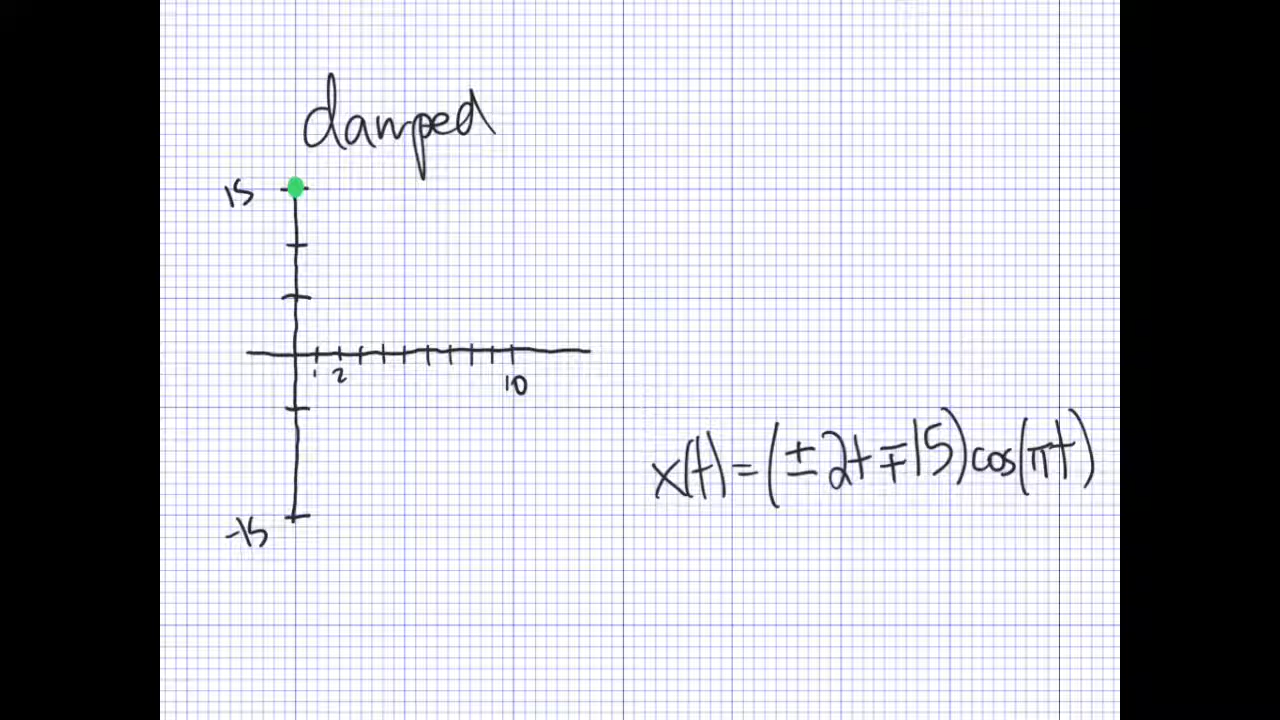 damped
15
1 2 10
x(t) = (±2t∓15)cos(πt)
-15